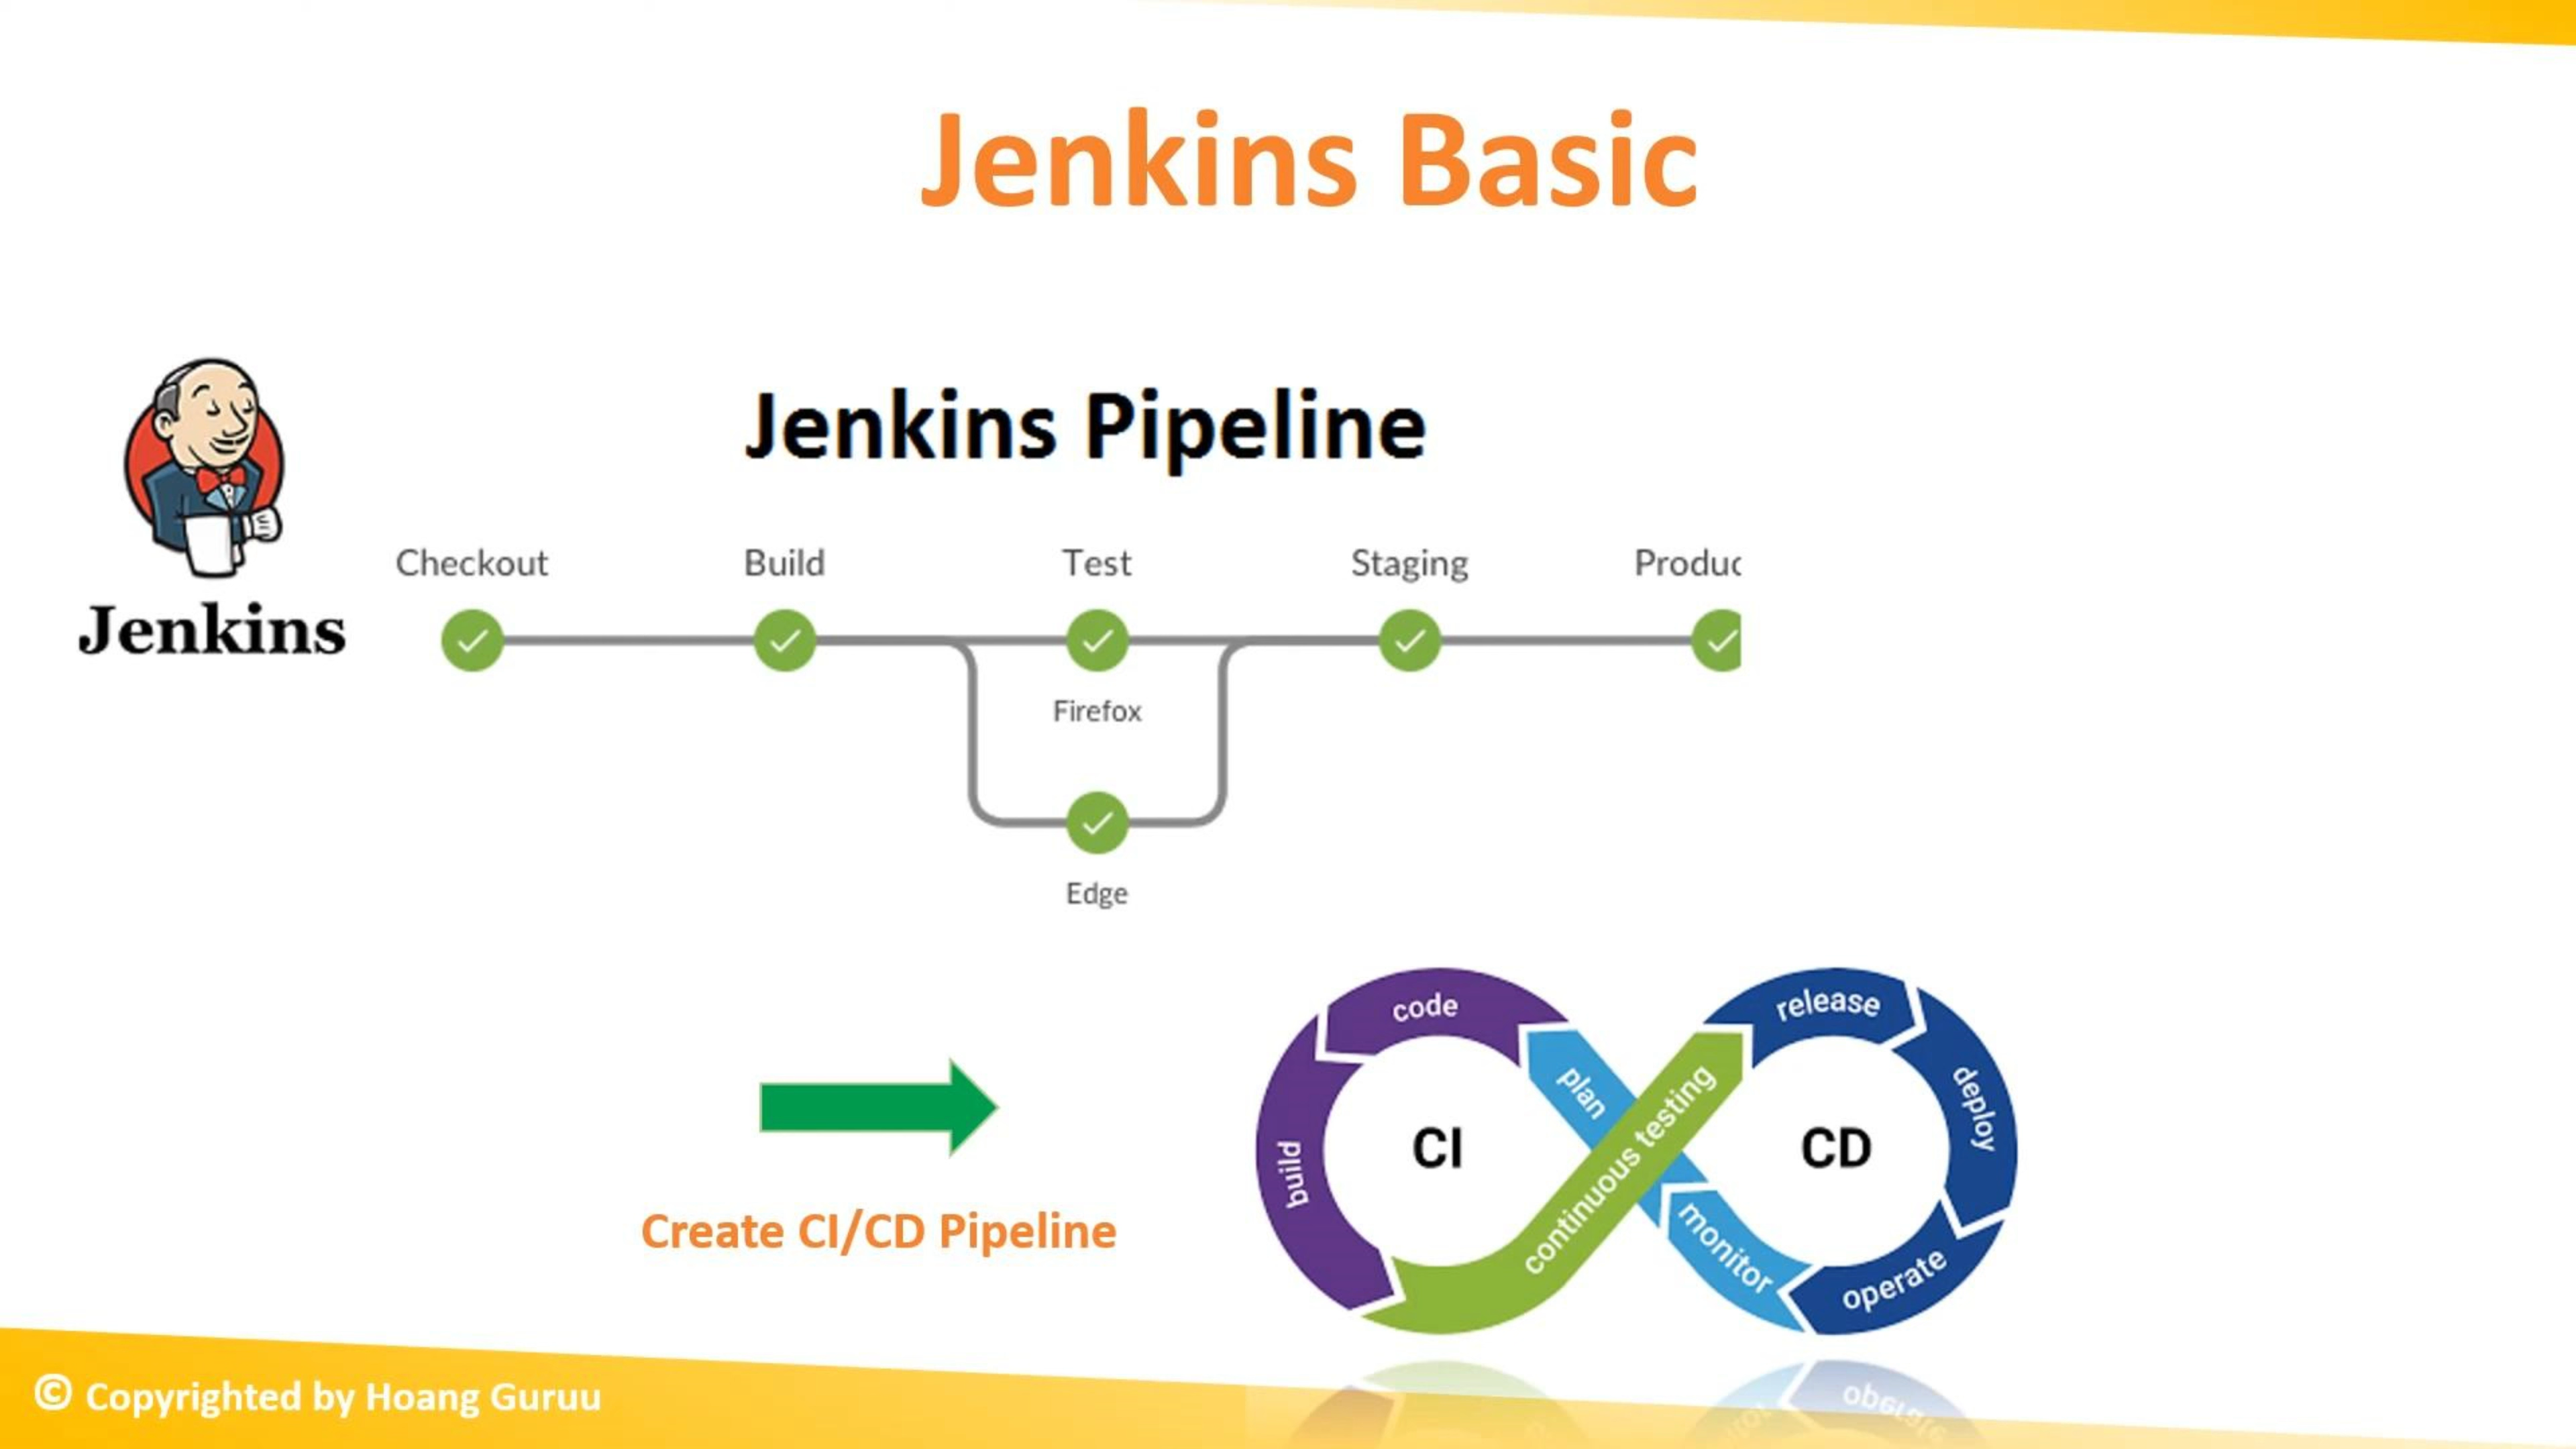 Jenkins Basic
Jenkins Pipeline
Jenkins
Checkout Build Test Staging Produc
Firefox
Edge
code
plan
build
CI
continuous testing
release
deploy
CD
operate
monitor
Create CI/CD Pipeline
© Copyrighted by Hoang Guruu